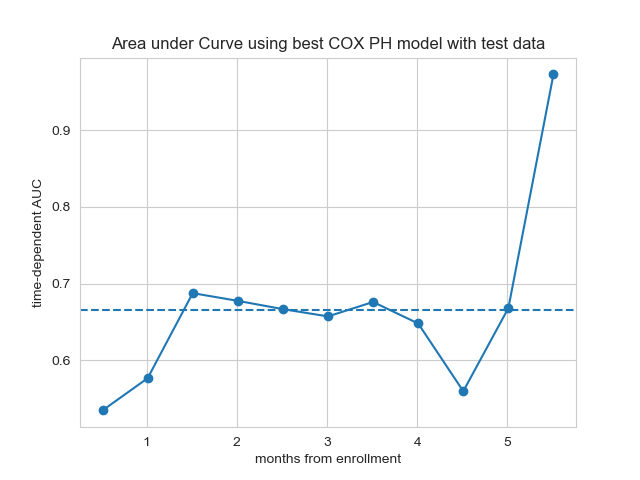 Area under Curve using best COX PH model with test data
time-dependent AUC
0.9
0.8
0.7
0.6
1 2 3 4 5
months from enrollment